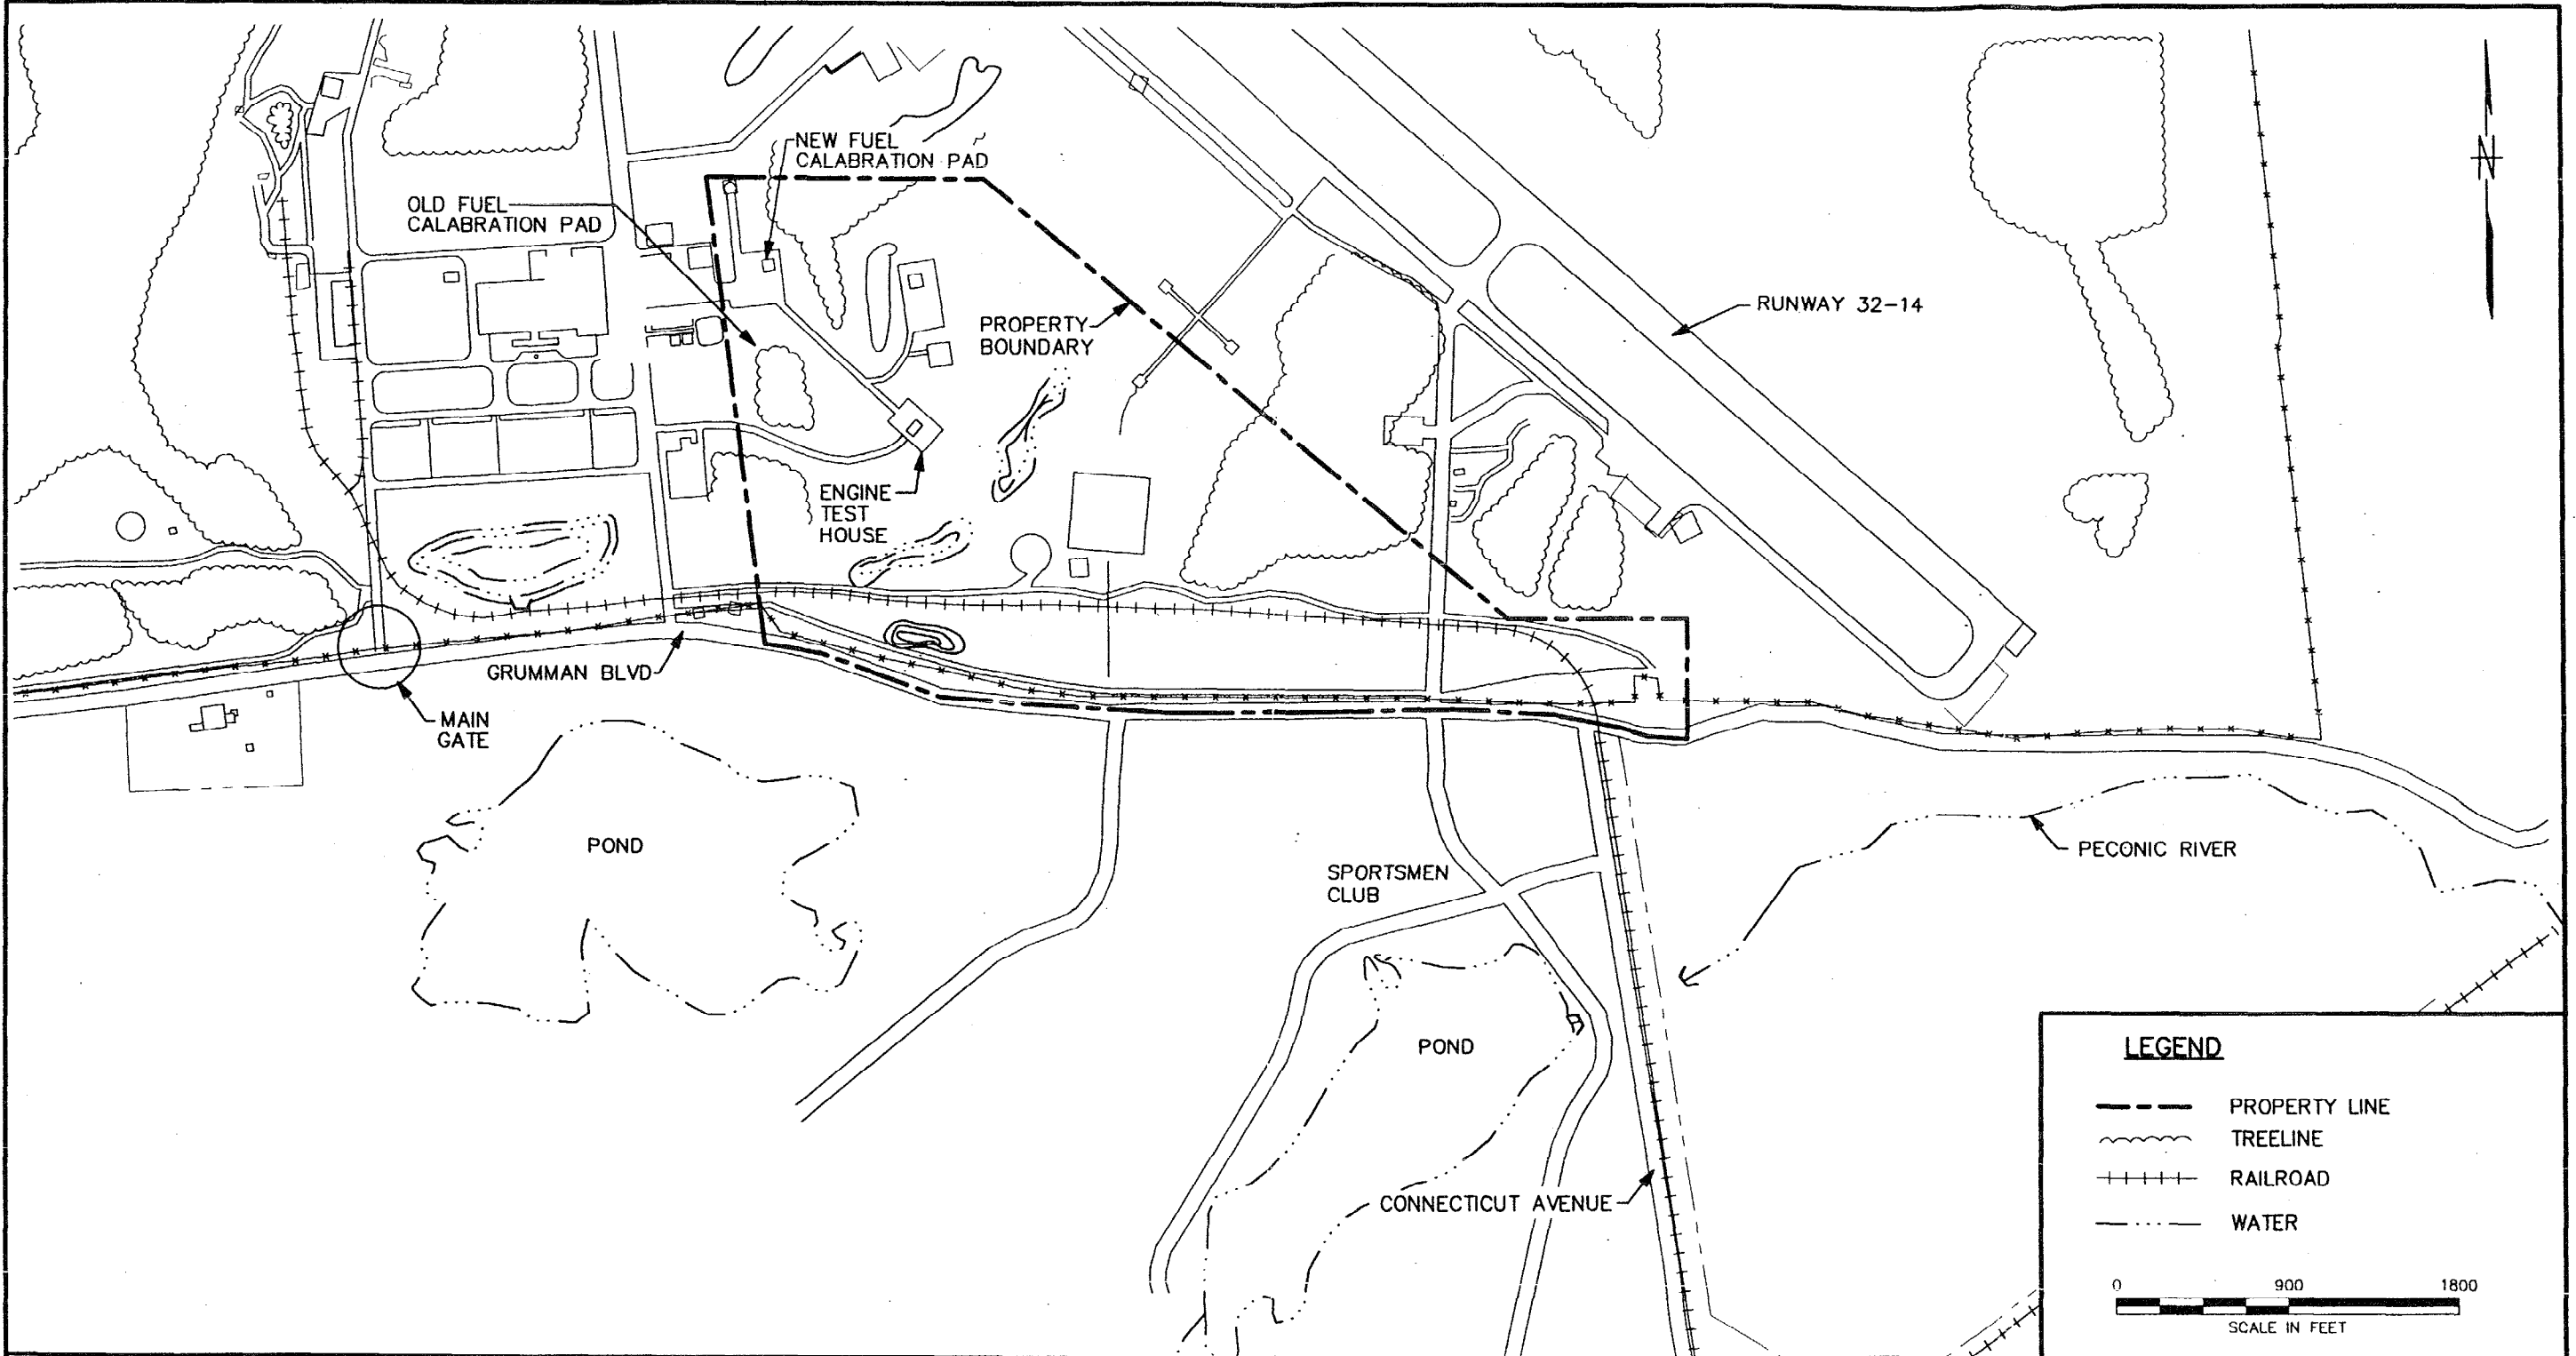 NEW FUEL
CALABRATION PAD
OLD FUEL
CALABRATION PAD
N
PROPERTY
BOUNDARY
RUNWAY 32-14
ENGINE
TEST
HOUSE
GRUMMAN BLVD
MAIN
GATE
POND
SPORTSMEN
CLUB
PECONIC RIVER
POND
CONNECTICUT AVENUE
LEGEND
PROPERTY LINE
TREELINE
RAILROAD
WATER
0 900 1800
SCALE IN FEET